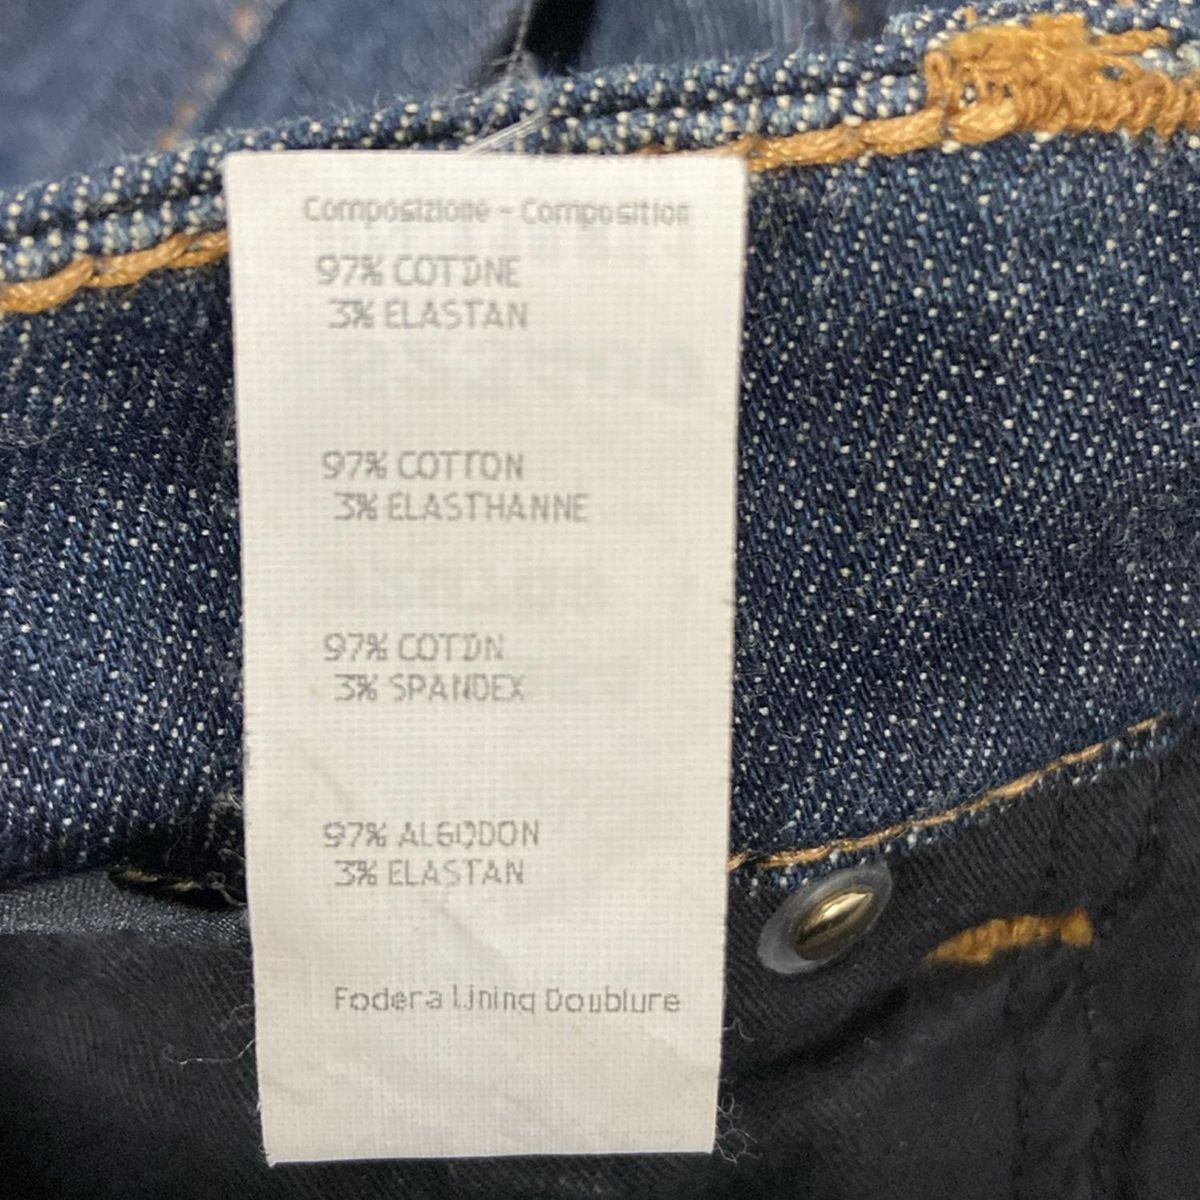 Composizione - Composition
97% COTONE
3% ELASTAN
97% COTTON
3% ELASTHANNE
97% COTON
3% SPANDEX
97% ALGODON
3% ELASTAN
Fodera Lining Doublure